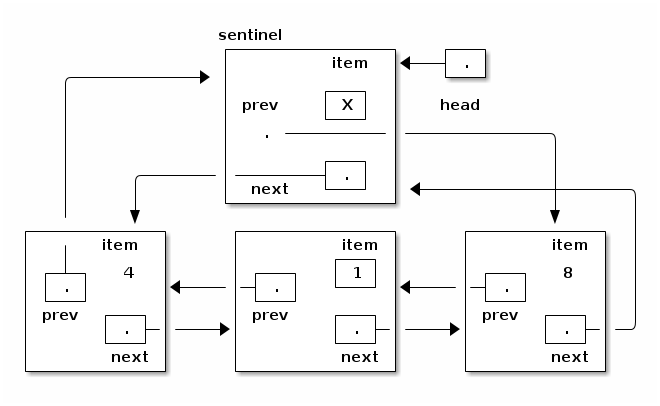 sentinel
item
.
prev
X
head
.
.
next
item
item
item
4
1
8
.
.
.
prev
prev
prev
.
.
.
next
next
next